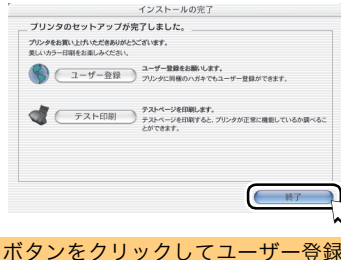 インストールの完了
プリンタのセットアップが完了しました。
プリンタをお買い上げいただきありがとうございます。
美しいカラー印刷をお楽しみください。
ユーザー登録
ユーザー登録をお願いします。
プリンタに同梱のハガキでもユーザー登録ができます。
テスト印刷
テストページを印刷します。
テストページを印刷すると、プリンタが正常に機能しているか調べるこ
とができます。
終了
ボタンをクリックしてユーザー登録